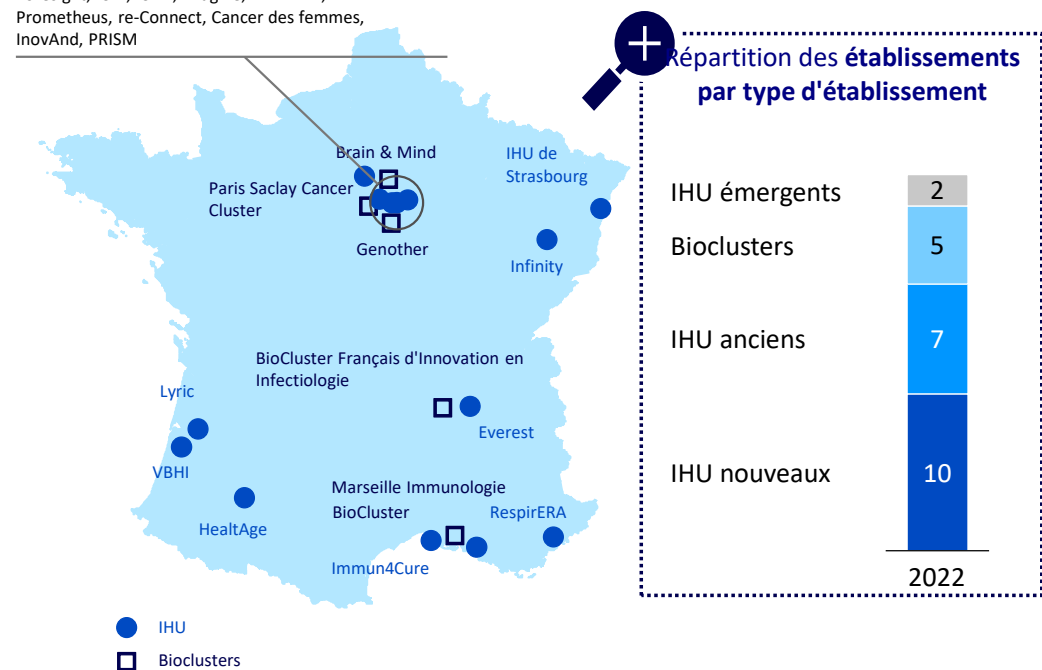 Prometheus, re-Connect, Cancer des femmes,
InovAnd, PRISM
Brain & Mind
Paris Saclay Cancer
Cluster
Genother
IHU de
Strasbourg
Infinity
BioCluster Français d'Innovation en
Infectiologie
Lyric
Everest
VBHI
HealtAge
Marseille Immunologie
BioCluster
RespirERA
Immun4Cure
IHU
Bioclusters
Répartition des établissements
par type d'établissement
IHU émergents
2
Bioclusters
5
IHU anciens
7
IHU nouveaux
10
2022